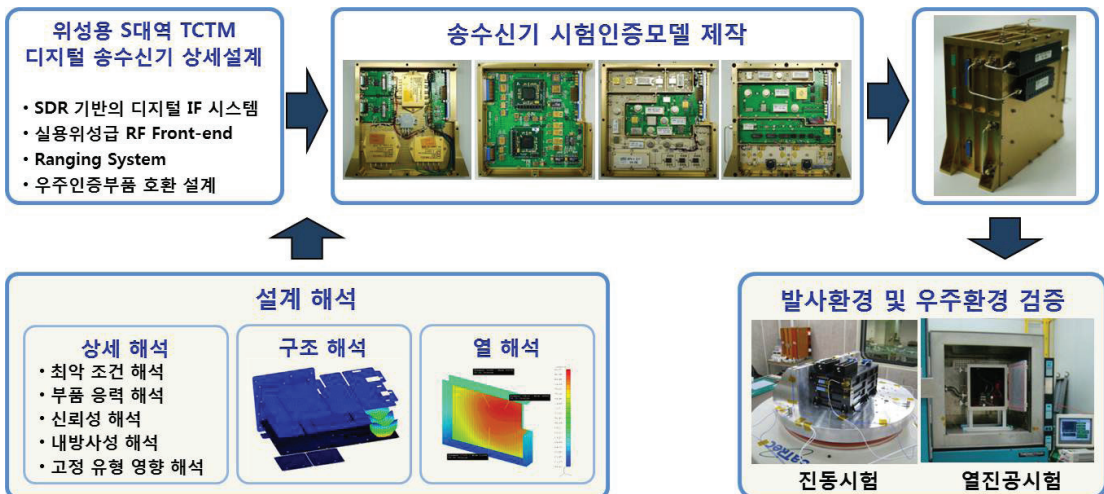 위성용 S대역 TCTM
디지털 송수신기 상세설계
• SDR 기반의 디지털 IF 시스템
• 실용위성급 RF Front-end
• Ranging System
• 우주인증부품 호환 설계
송수신기 시험인증모델 제작
설계 해석
상세 해석
• 최악 조건 해석
• 부품 응력 해석
• 신뢰성 해석
• 내방사성 해석
• 고정 유형 영향 해석
구조 해석
열 해석
발사환경 및 우주환경 검증
진동시험
열진공시험